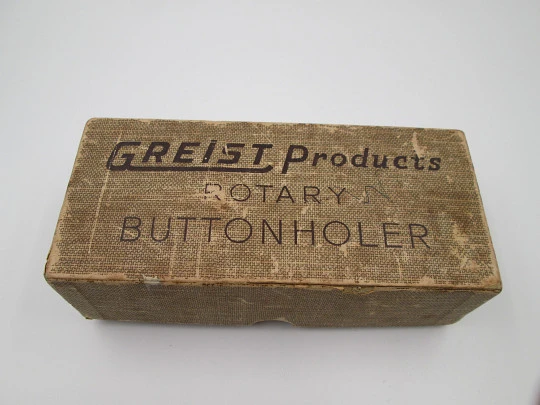 GREIST Products
ROTARY
BUTTONHOLER